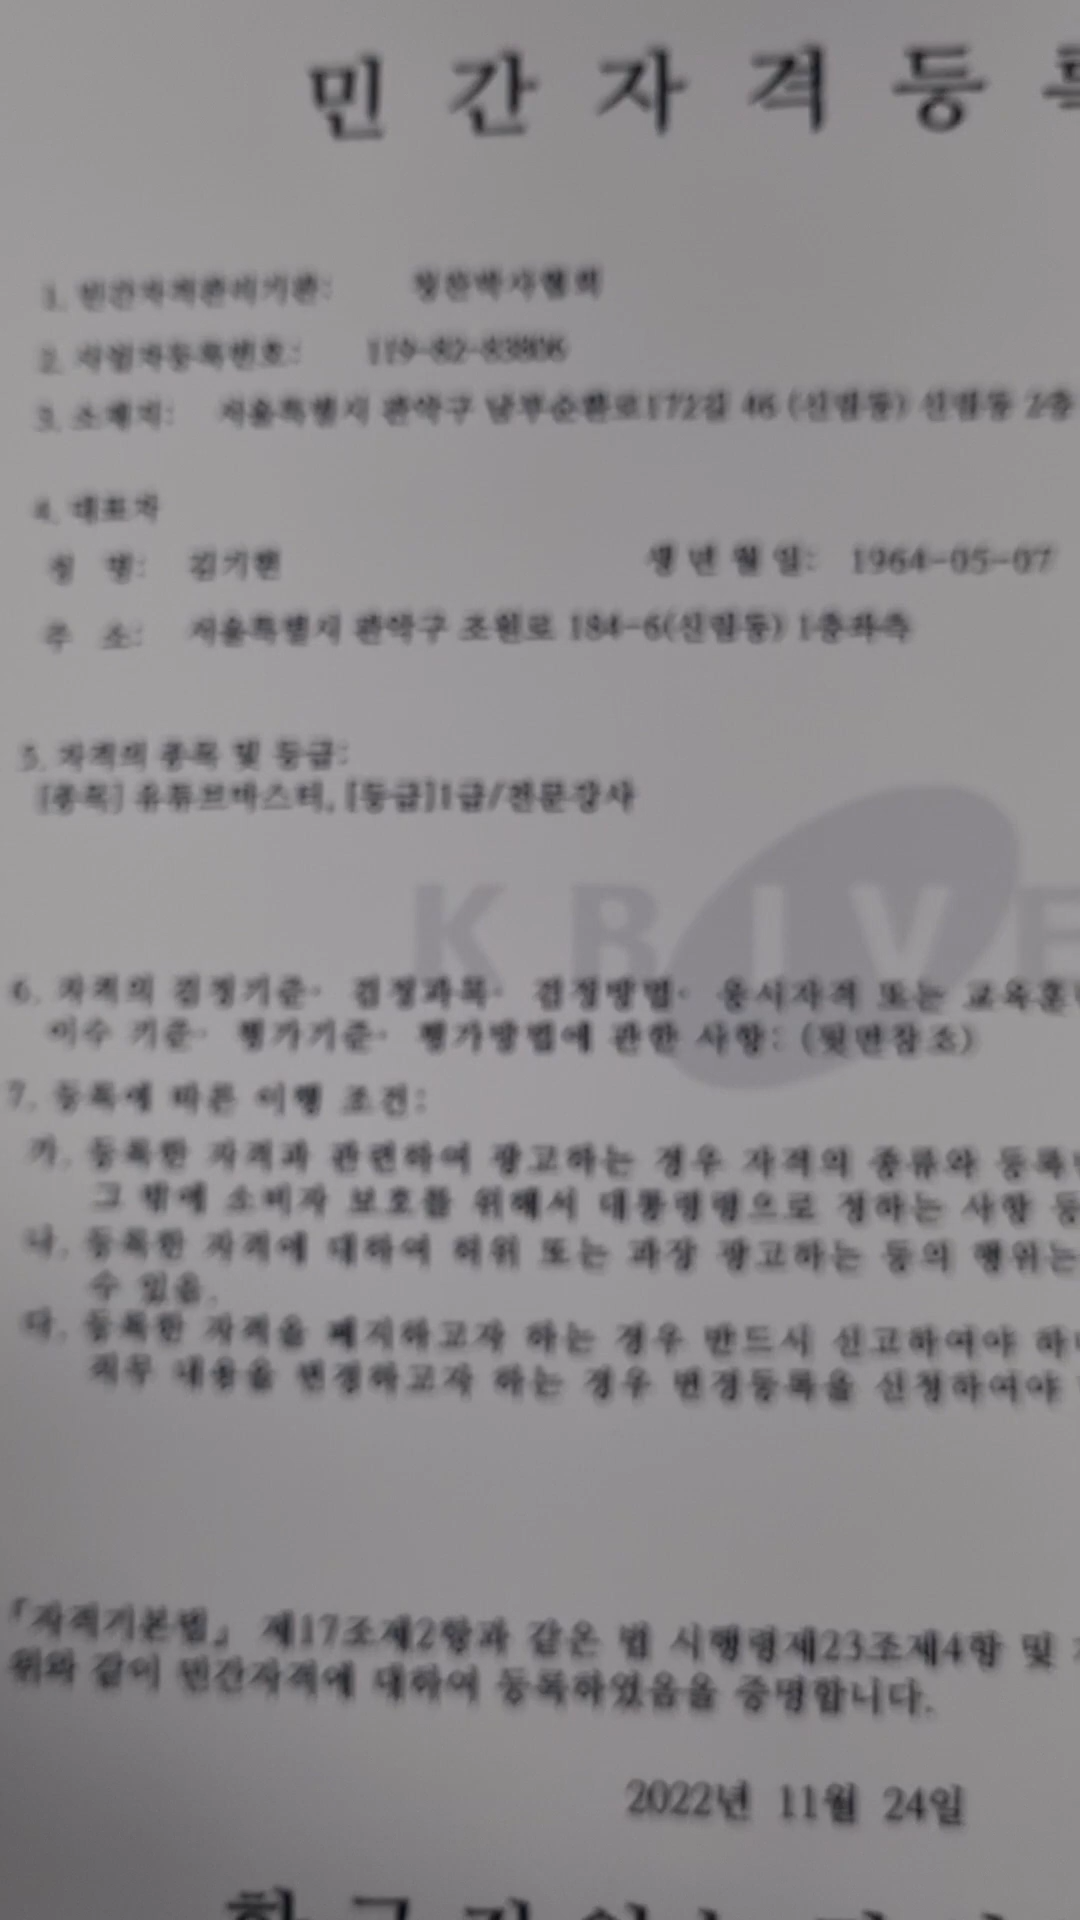 민 간 자 격 등 록
1. 민간자격관리기관: 칭찬박사협회
2. 사업자등록번호: 119-82-83806
3. 소재지: 서울특별시 관악구 남부순환로172길 46 (신림동) 신림동 2층
4. 대표자
성 명: 김기현 생 년 월 일: 1964-05-07
주 소: 서울특별시 관악구 조원로 184-6(신림동) 1층좌측
5. 자격의 종목 및 등급:
[종목] 유튜브마스터, [등급]1급/전문강사
K R I V E
6. 자격의 검정기준· 검정과목· 검정방법· 응시자격 또는 교육훈
이수 기준· 평가기준· 평가방법에 관한 사항: (뒷면참조)
7. 등록에 따른 이행 조건:
가. 등록한 자격과 관련하여 광고하는 경우 자격의 종류와 등록
그 밖에 소비자 보호를 위해서 대통령령으로 정하는 사항 등
나. 등록한 자격에 대하여 허위 또는 과장 광고하는 등의 행위는
수 있음.
다. 등록한 자격을 폐지하고자 하는 경우 반드시 신고하여야 하
직무 내용을 변경하고자 하는 경우 변경등록을 신청하여야
「자격기본법」 제17조제2항과 같은 법 시행령제23조제4항 및
위와 같이 민간자격에 대하여 등록하였음을 증명합니다.
2022년 11월 24일